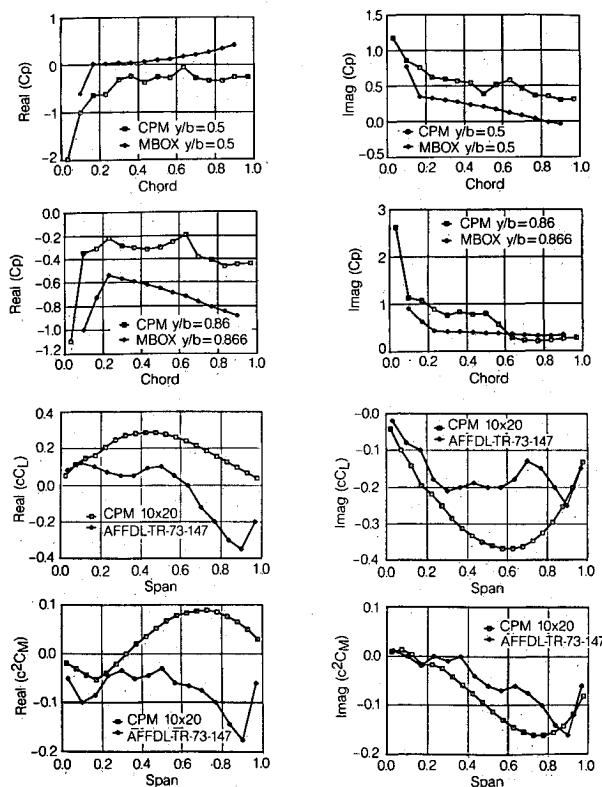 Real (Cp)
1
0
-1
-2
0.0 0.2 0.4 0.6 0.8 1.0
Chord
CPM y/b=0.5
MBOX y/b=0.5
Imag (Cp)
1.5
1.0
0.5
0.0
-0.5
0.0 0.2 0.4 0.6 0.8 1.0
Chord
CPM y/b=0.5
MBOX y/b=0.5
Real (Cp)
0.0
-0.2
-0.4
-0.6
-0.8
-1.0
-1.2
0.0 0.2 0.4 0.6 0.8 1.0
Chord
CPM y/b=0.86
MBOX y/b=0.866
Imag (Cp)
3
2
1
0
0.0 0.2 0.4 0.6 0.8 1.0
Chord
CPM y/b=0.86
MBOX y/b=0.866
Real (cCL)
0.4
0.2
0.0
-0.2
-0.4
0.0 0.2 0.4 0.6 0.8 1.0
Span
CPM 10x20
AFFDL-TR-73-147
Imag (cCL)
-0.0
-0.1
-0.2
-0.3
-0.4
0.0 0.2 0.4 0.6 0.8 1.0
Span
CPM 10x20
AFFDL-TR-73-147
Real (c²CM)
0.1
0.0
-0.1
-0.2
0.0 0.2 0.4 0.6 0.8 1.0
Span
CPM 10x20
AFFDL-TR-73-147
Imag (c²CM)
0.1
0.0
-0.1
-0.2
0.0 0.2 0.4 0.6 0.8 1.0
Span
CPM 10x20
AFFDL-TR-73-147